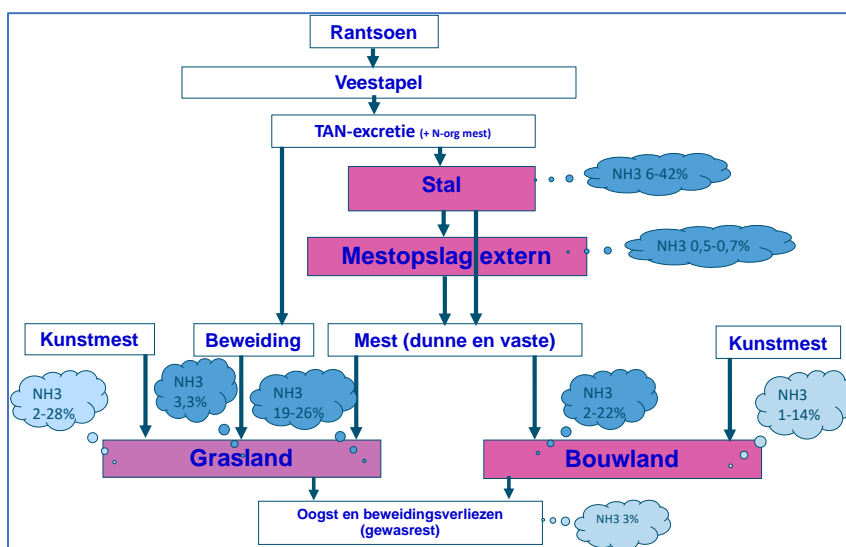 Rantsoen
Veestapel
TAN-excretie (+ N-org mest)
Stal
NH3 6-42%
Mestopslag extern
NH3 0,5-0,7%
Kunstmest
Beweiding
Mest (dunne en vaste)
Kunstmest
NH3
2-28%
NH3
3,3%
NH3
19-26%
NH3
2-22%
NH3
1-14%
Grasland
Bouwland
Oogst en beweidingsverliezen
(gewasrest)
NH3 3%